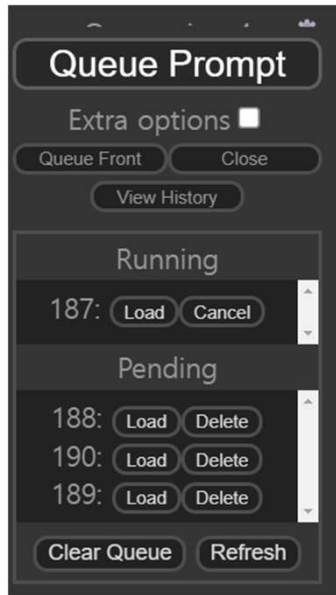 Queue Prompt
Extra options
Queue Front Close
View History
Running
187: Load Cancel
Pending
188: Load Delete
190: Load Delete
189: Load Delete
Clear Queue Refresh